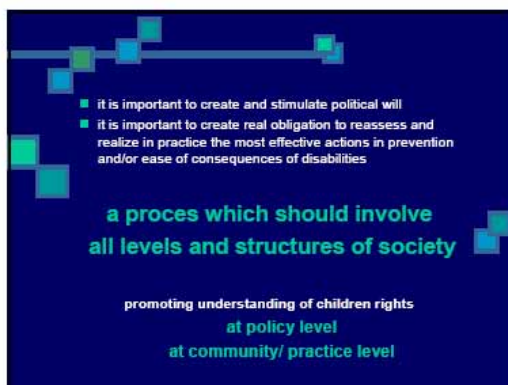 it is important to create and stimulate political will
it is important to create real obligation to reassess and
realize in practice the most effective actions in prevention
and/or ease of consequences of disabilities
a proces which should involve
all levels and structures of society
promoting understanding of children rights
at policy level
at community/ practice level